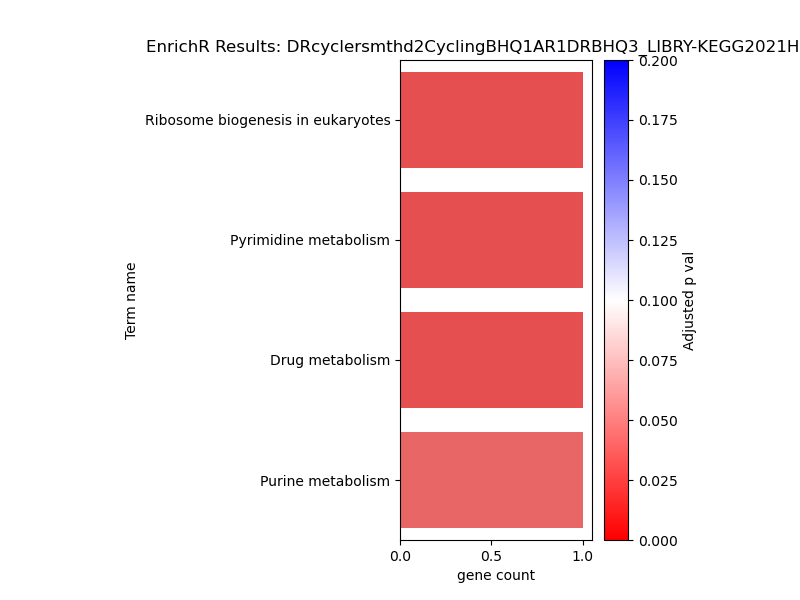 EnrichR Results: DRcyclersmthd2CyclingBHQ1AR1DRBHQ3_LIBRY-KEGG2021H
Ribosome biogenesis in eukaryotes
Pyrimidine metabolism
Drug metabolism
Purine metabolism
Term name
0.0
0.5
1.0
gene count
0.200
0.175
0.150
0.125
0.100
0.075
0.050
0.025
0.000
Adjusted p val